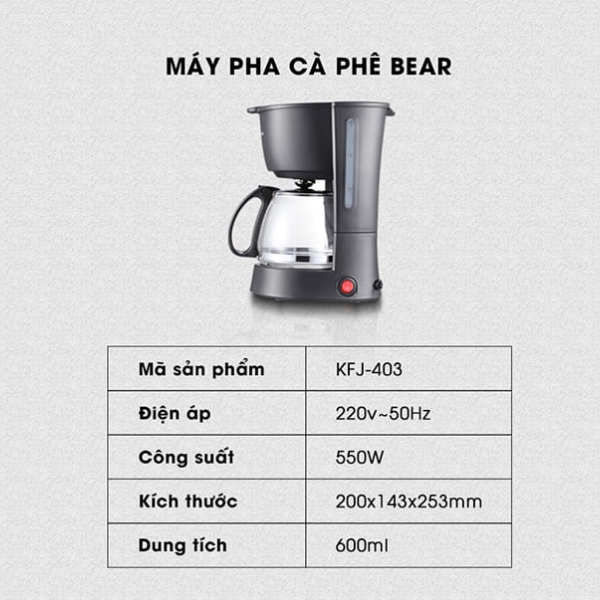 MÁY PHA CÀ PHÊ BEAR
Mã sản phẩm KFJ-403
Điện áp 220v~50Hz
Công suất 550W
Kích thước 200x143x253mm
Dung tích 600ml